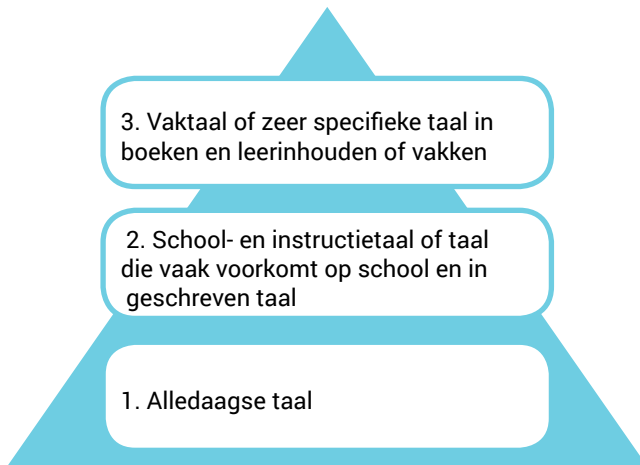 3. Vaktaal of zeer specifieke taal in
boeken en leerinhouden of vakken
2. School- en instructietaal of taal
die vaak voorkomt op school en in
geschreven taal
1. Alledaagse taal